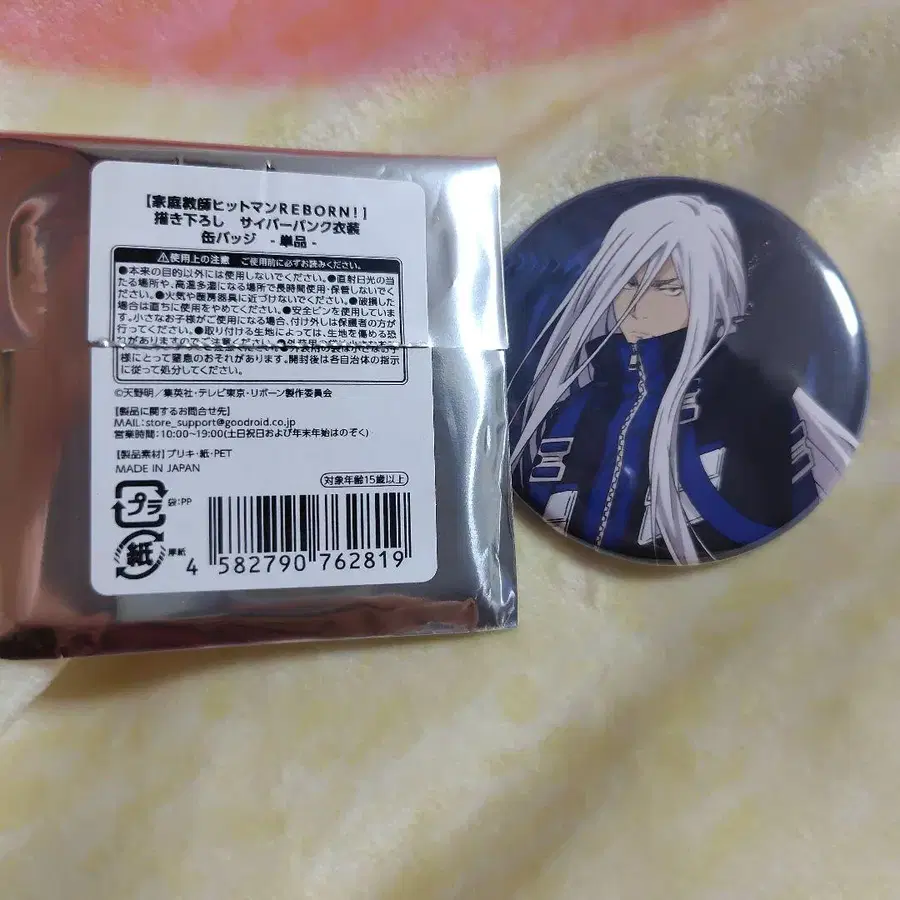 【家庭教師ヒットマンREBORN!】
描き下ろし　サイバーパンク衣装
缶バッジ　- 単品 -
⚠使用上の注意　ご使用前に必ずお読みください。
●本来の目的以外には使用しないでください。●直射日光の当
たる場所や、高温多湿になる場所で長時間使用・保管しないでく
ださい。●火気や暖房器具に近づけないでください。●破損した
場合は直ちに使用をやめてください。●安全ピンを使用していま
す。小さなお子様がご使用になる場合、付け外しは保護者の方が
行ってください。●取り付ける生地によっては、生地を傷める恐
様にとって窒息のおそれがあります。開封後は各自治体の指示
に従って処分してください。
©天野明／集英社・テレビ東京・リボーン製作委員会
【製品に関するお問合せ先】
MAIL:store_support@goodroid.co.jp
営業時間:10:00~19:00(土日祝日および年末年始はのぞく)
【製品素材】ブリキ・紙・PET
MADE IN JAPAN
対象年齢15歳以上
プラ
袋:PP
紙
厚紙
4 582790 762819